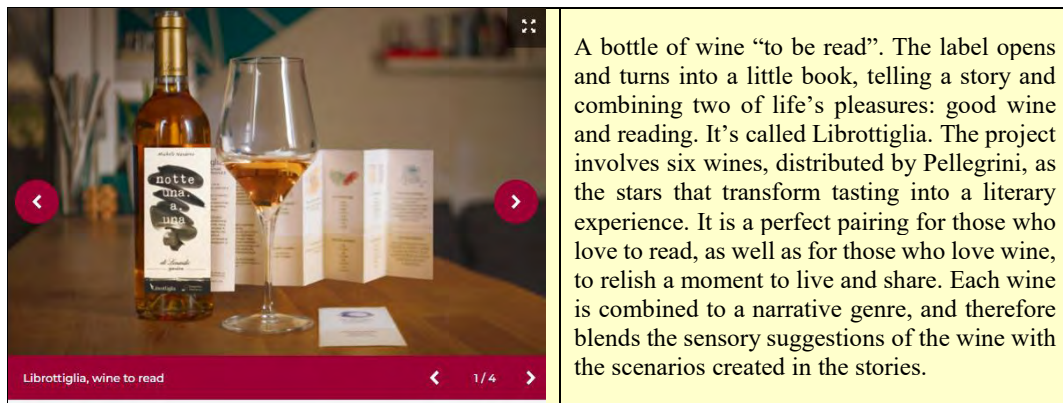 notte
una
a
una
Librottiglia
Librottiglia, wine to read
1/4
A bottle of wine “to be read”. The label opens
and turns into a little book, telling a story and
combining two of life’s pleasures: good wine
and reading. It’s called Librottiglia. The project
involves six wines, distributed by Pellegrini, as
the stars that transform tasting into a literary
experience. It is a perfect pairing for those who
love to read, as well as for those who love wine,
to relish a moment to live and share. Each wine
is combined to a narrative genre, and therefore
blends the sensory suggestions of the wine with
the scenarios created in the stories.